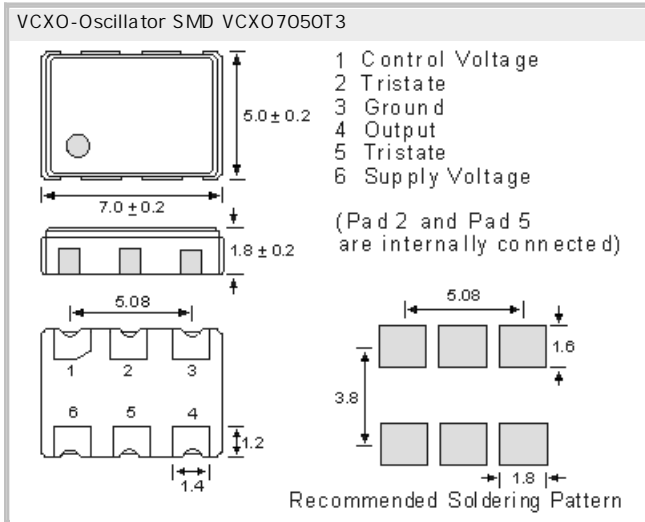 VCXO-Oscillator SMD VCXO7050T3
1 Control Voltage
2 Tristate
3 Ground
4 Output
5 Tristate
6 Supply Voltage
(Pad 2 and Pad 5
are internally connected)
5.0 ± 0.2
7.0 ± 0.2
1.8 ± 0.2
5.08
1 2 3
6 5 4
1.2
1.4
5.08
1.6
3.8
1.8
Recommended Soldering Pattern